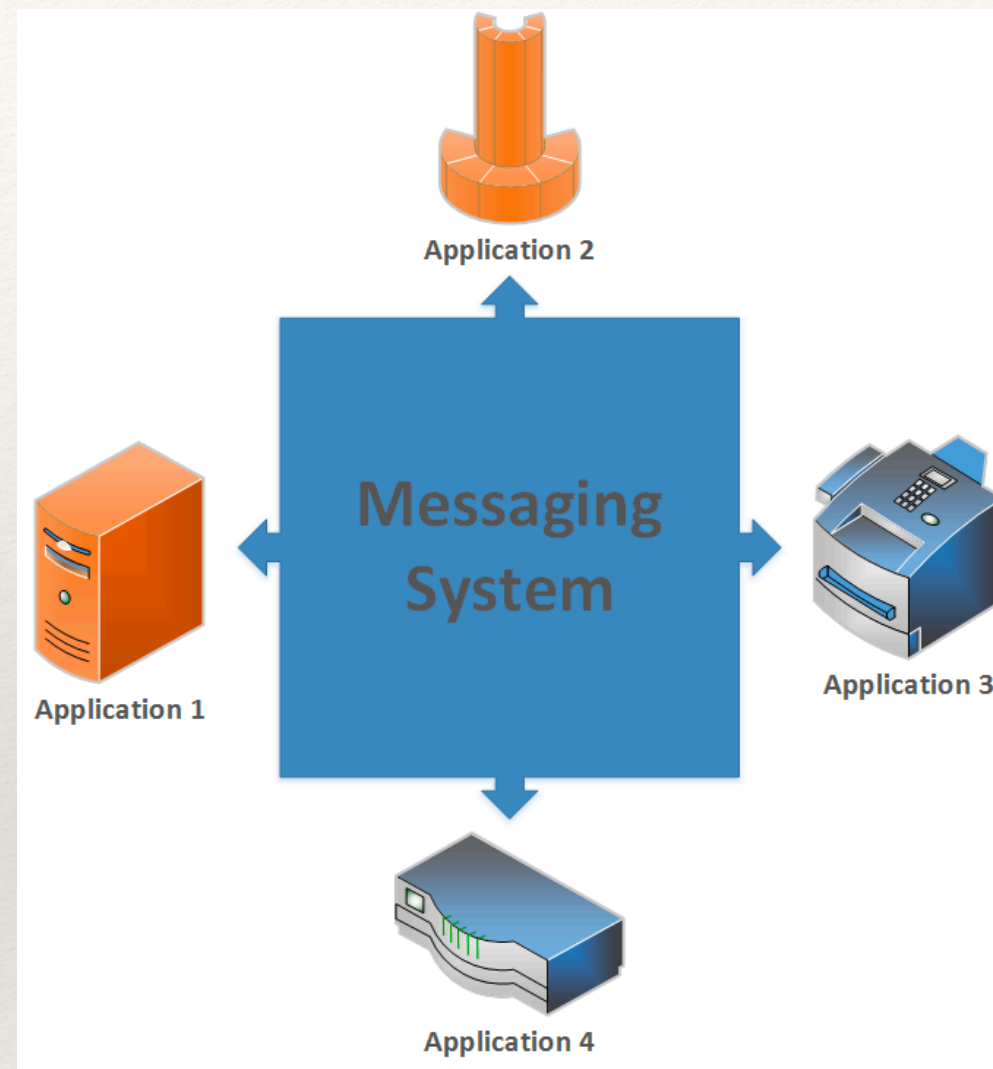 Application 2
Messaging
System
Application 1
Application 3
Application 4